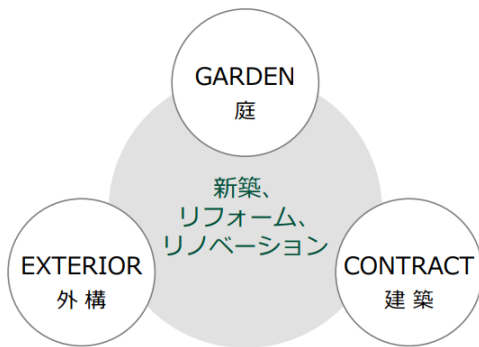 GARDEN
庭
新築、
リフォーム、
リノベーション
EXTERIOR
外構
CONTRACT
建築